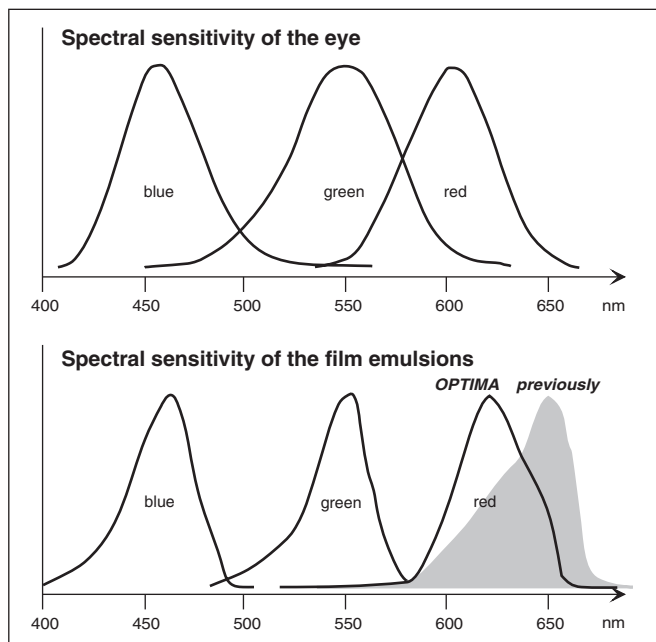 Spectral sensitivity of the eye
blue green red
400 450 500 550 600 650 nm
Spectral sensitivity of the film emulsions
OPTIMA previously
blue green red
400 450 500 550 600 650 nm